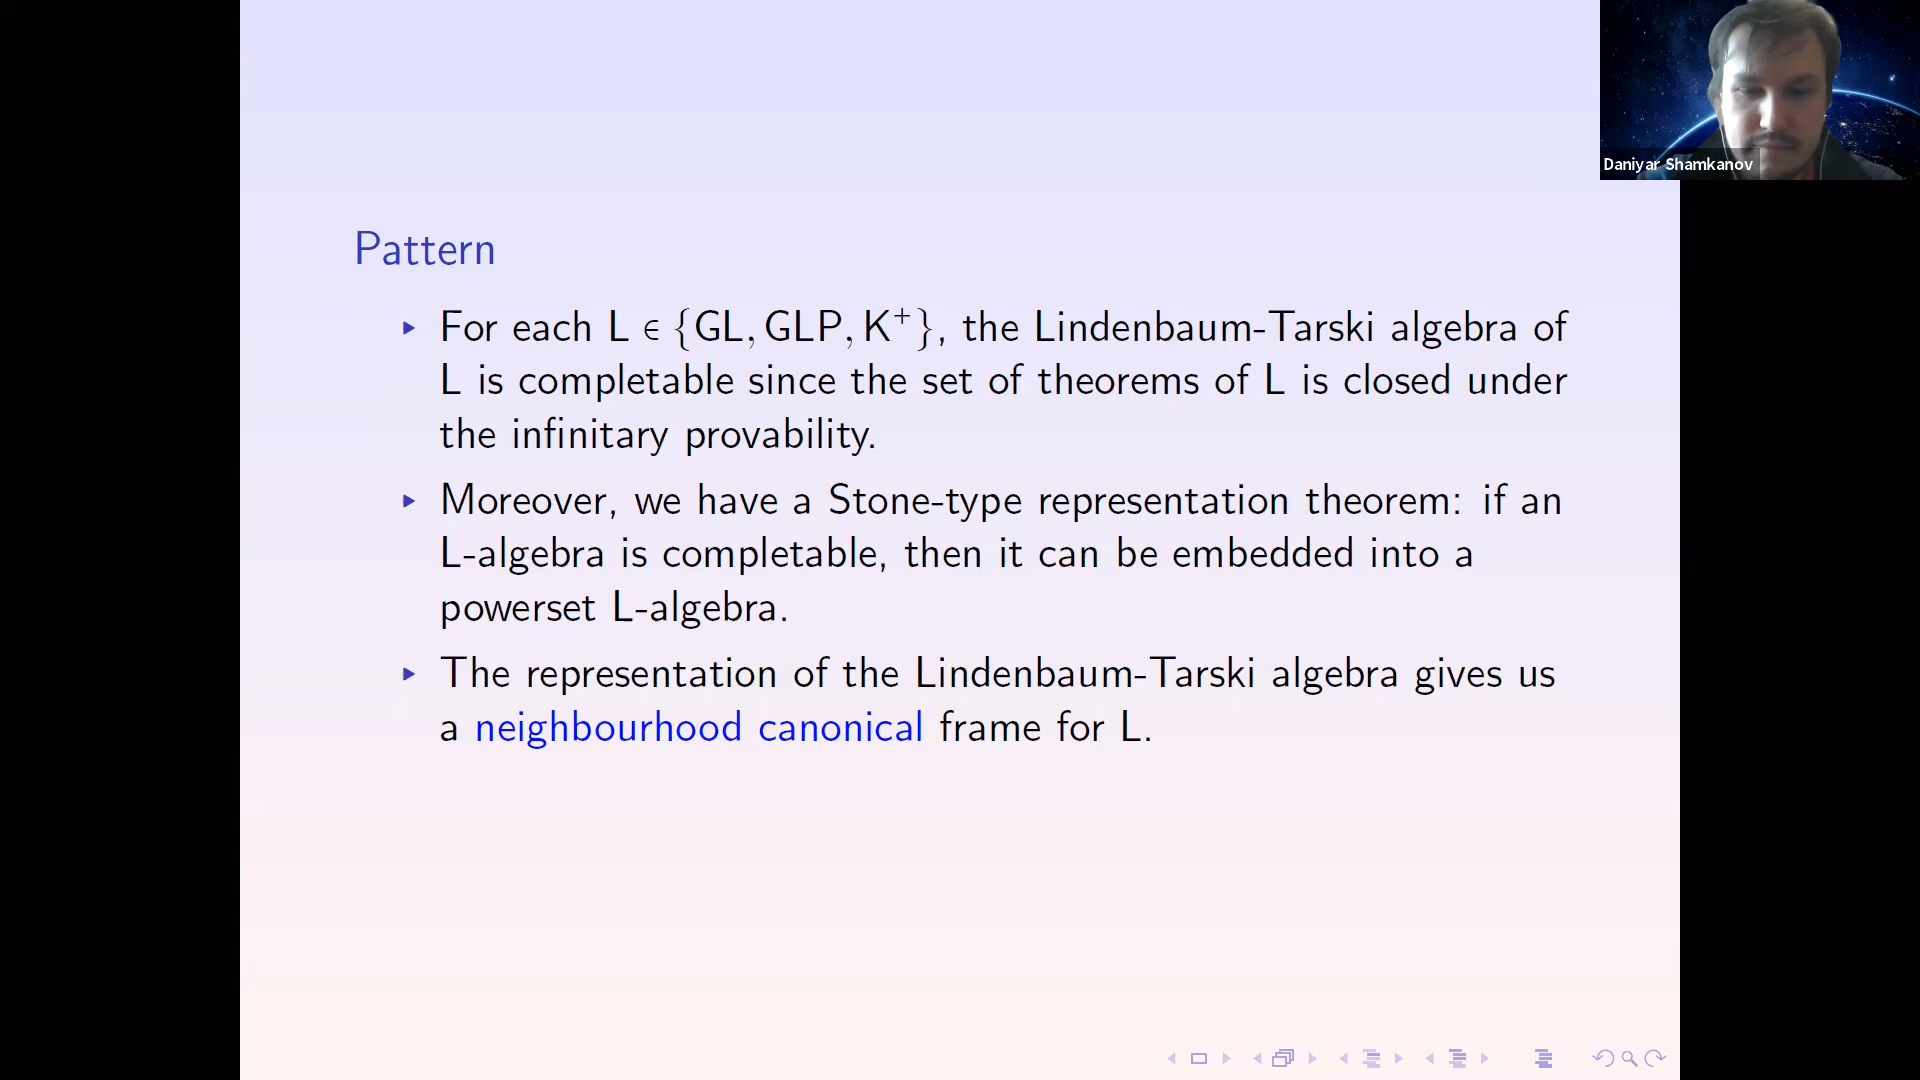 Daniyar Shamkanov
Pattern
For each L ∈ {GL, GLP, K⁺}, the Lindenbaum-Tarski algebra of
L is completable since the set of theorems of L is closed under
the infinitary provability.
Moreover, we have a Stone-type representation theorem: if an
L-algebra is completable, then it can be embedded into a
powerset L-algebra.
The representation of the Lindenbaum-Tarski algebra gives us
a neighbourhood canonical frame for L.